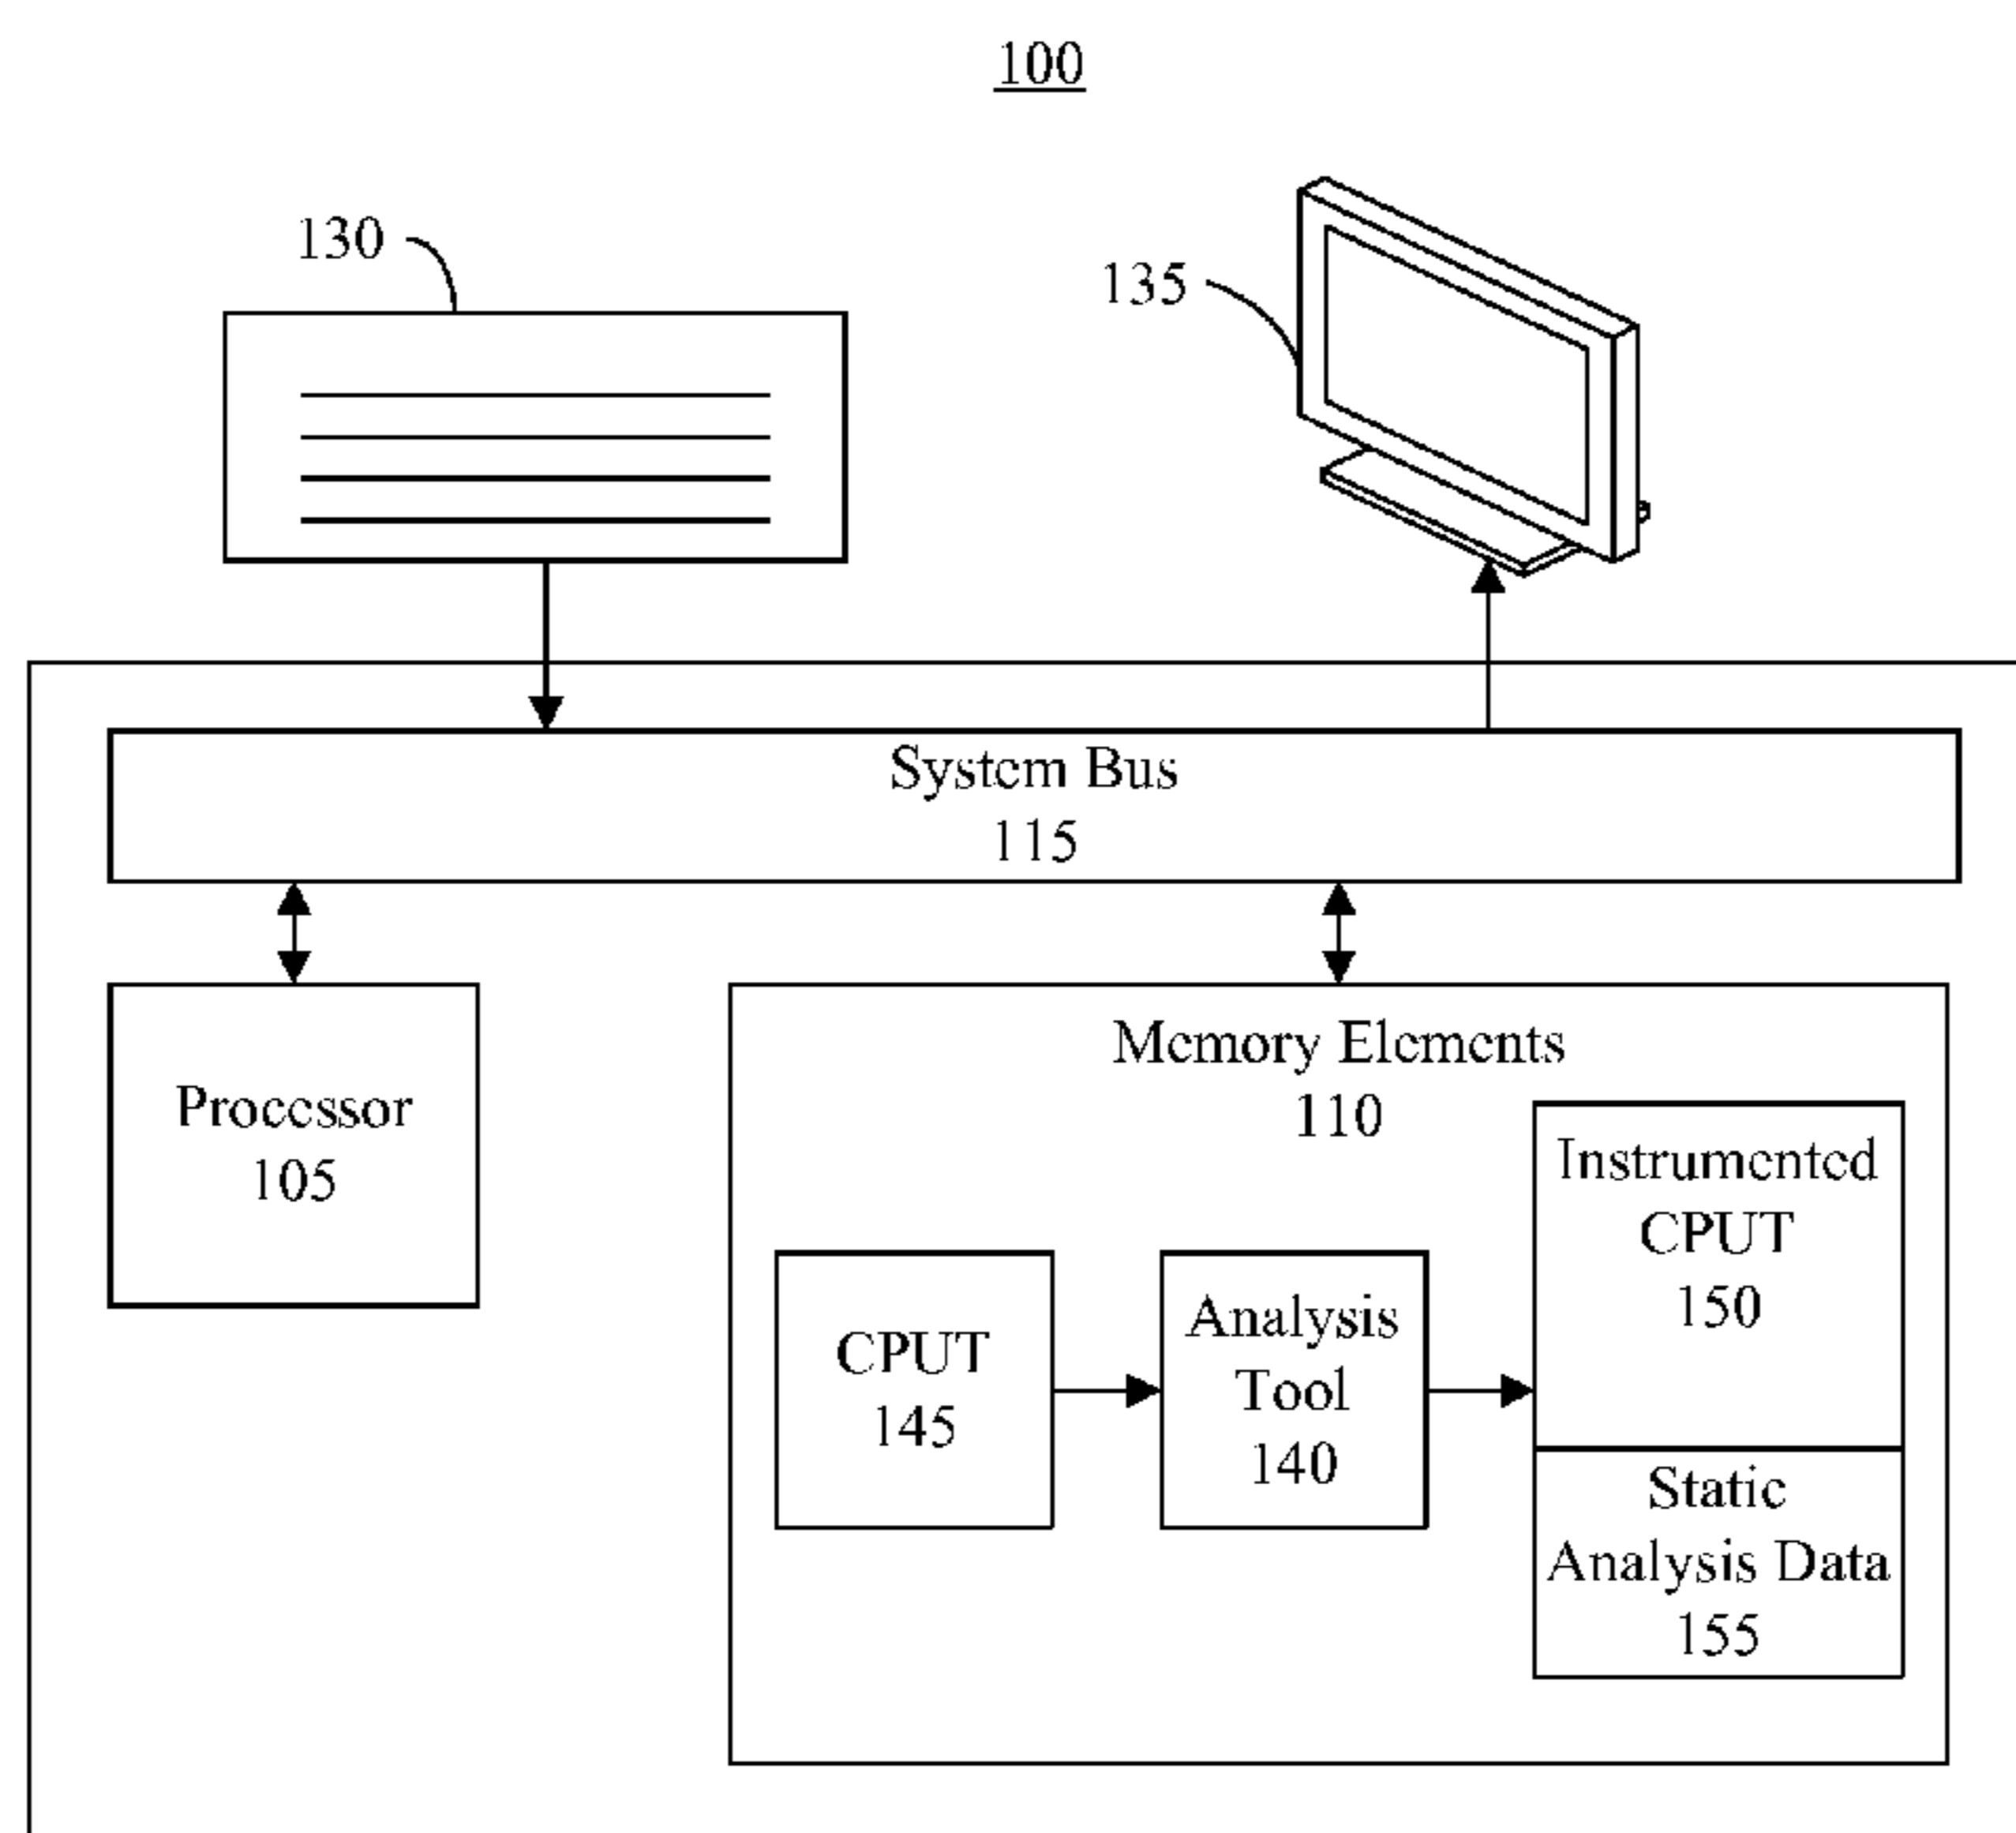 100
130
135
System Bus
115
Processor
105
Memory Elements
110
CPUT
145
Analysis
Tool
140
Instrumented
CPUT
150
Static
Analysis Data
155